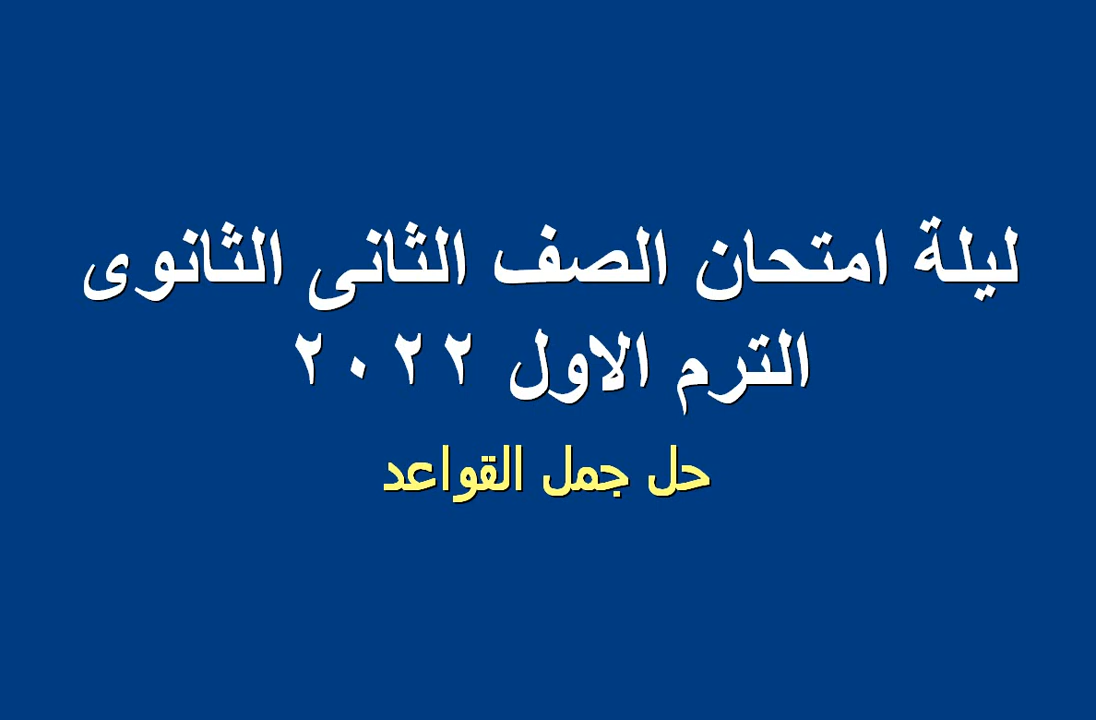 ليلة امتحان الصف الثانى الثانوى
الترم الاول ٢٠٢٢
حل جمل القواعد